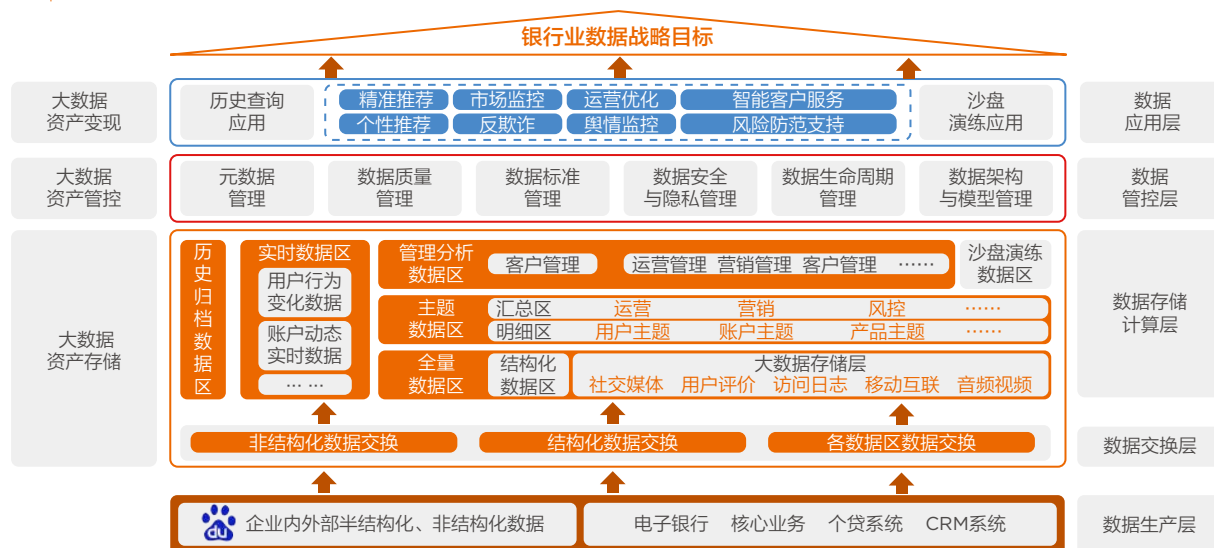 银行业数据战略目标
大数据
资产变现
历史查询
应用
精准推荐 市场监控 运营优化 智能客户服务
个性推荐 反欺诈 舆情监控 风险防范支持
沙盘
演练应用
数据
应用层
大数据
资产管控
元数据
管理
数据质量
管理
数据标准
管理
数据安全
与隐私管理
数据生命周期
管理
数据架构
与模型管理
数据
管控层
大数据
资产存储
历史归档数据区
实时数据区
用户行为
变化数据
账户动态
实时数据
... ...
管理分析
数据区
客户管理
运营管理 营销管理 客户管理 ……
沙盘演练
数据区
主题
数据区
汇总区 运营 营销 风控 ……
明细区 用户主题 账户主题 产品主题 ……
全量
数据区
结构化
数据区
大数据存储层
社交媒体 用户评价 访问日志 移动互联 音频视频
数据存储
计算层
非结构化数据交换 结构化数据交换 各数据区数据交换
数据交换层
du 企业内外部半结构化、非结构化数据
电子银行 核心业务 个贷系统 CRM系统
数据生产层